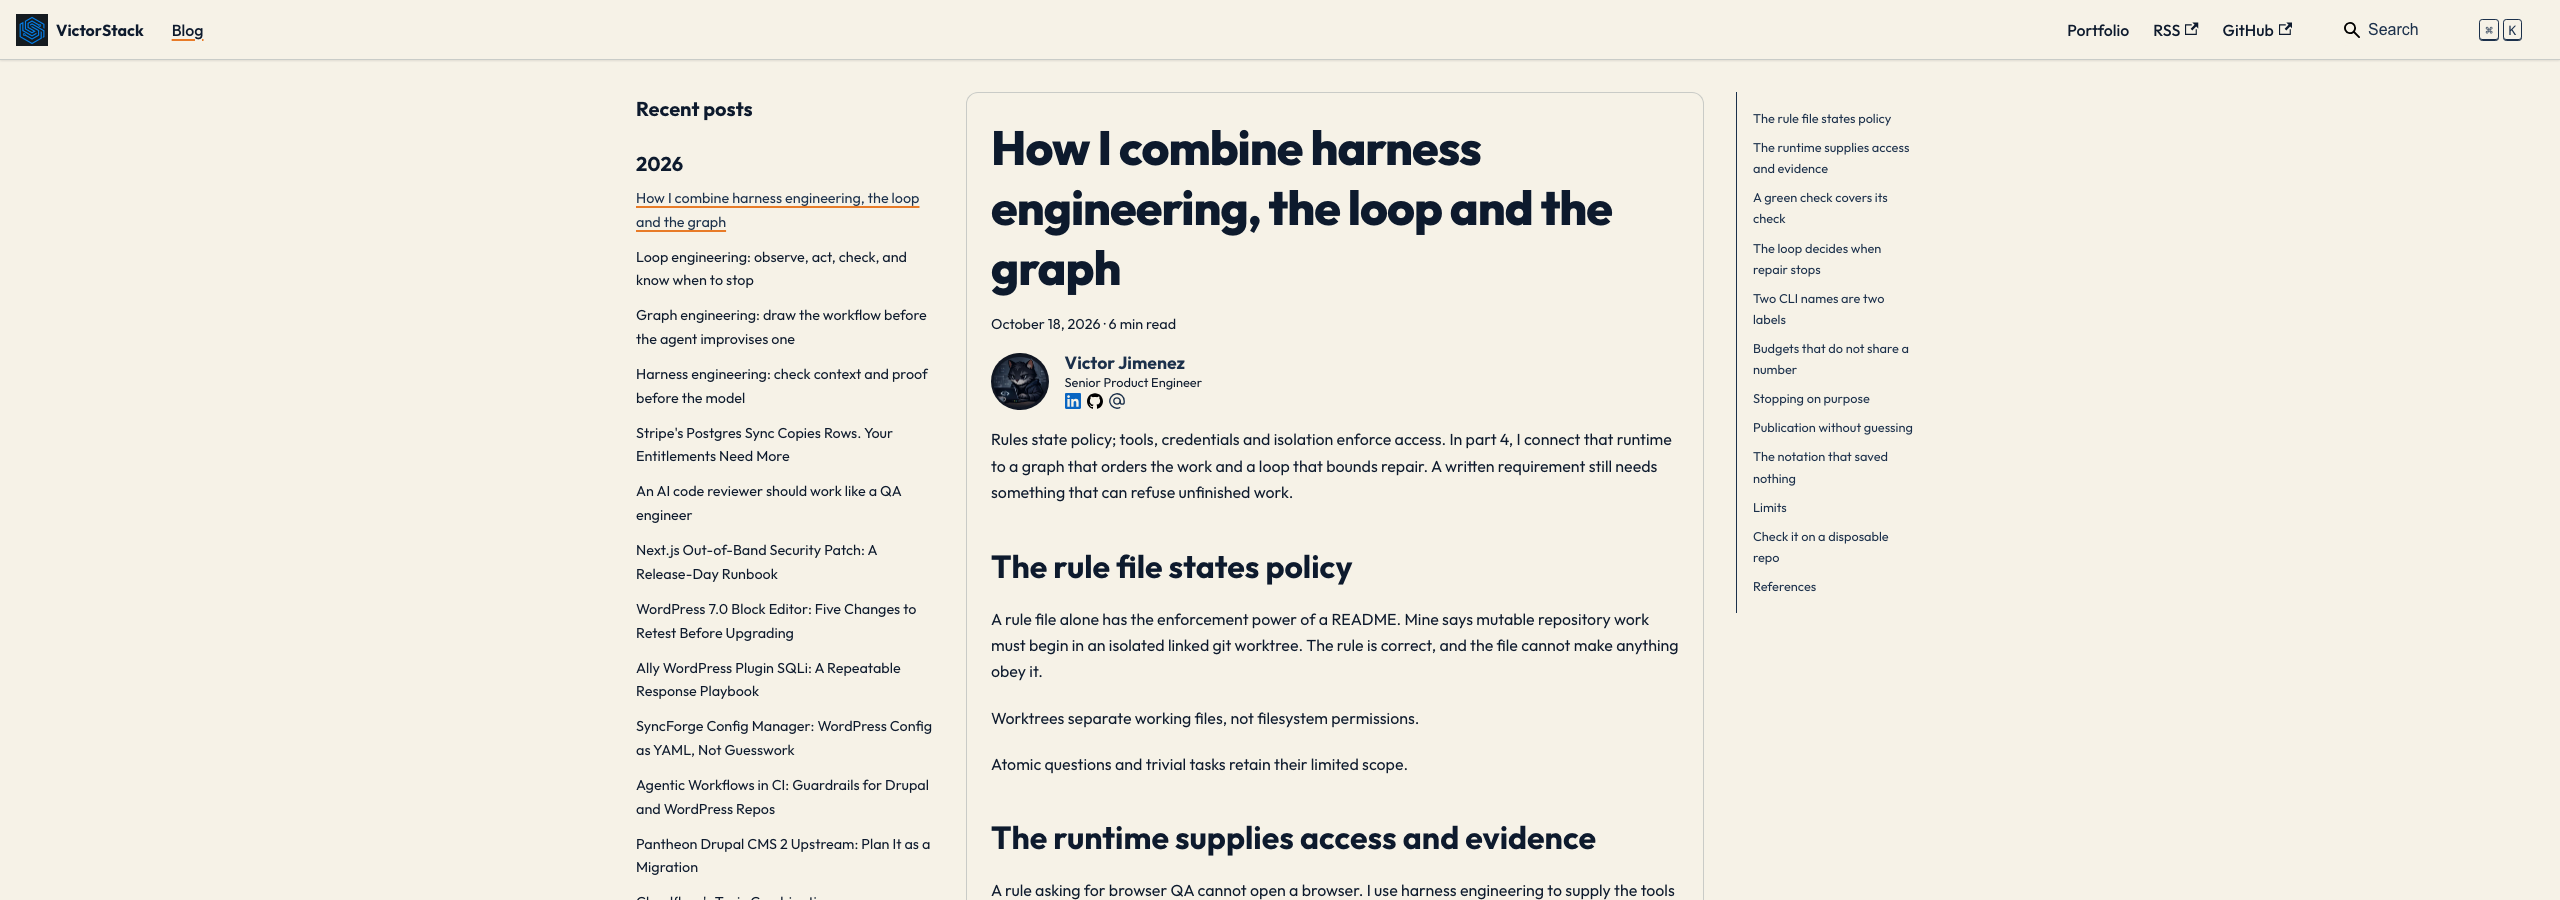 VictorStack
Blog
Portfolio
RSS
GitHub
Search
⌘
K
Recent posts
2026
How I combine harness engineering, the loop
and the graph
Loop engineering: observe, act, check, and
know when to stop
Graph engineering: draw the workflow before
the agent improvises one
Harness engineering: check context and proof
before the model
Stripe's Postgres Sync Copies Rows. Your
Entitlements Need More
An AI code reviewer should work like a QA
engineer
Next.js Out-of-Band Security Patch: A
Release-Day Runbook
WordPress 7.0 Block Editor: Five Changes to
Retest Before Upgrading
Ally WordPress Plugin SQLi: A Repeatable
Response Playbook
SyncForge Config Manager: WordPress Config
as YAML, Not Guesswork
Agentic Workflows in CI: Guardrails for Drupal
and WordPress Repos
Pantheon Drupal CMS 2 Upstream: Plan It as a
Migration
How I combine harness
engineering, the loop and the
graph
October 18, 2026 · 6 min read
Victor Jimenez
Senior Product Engineer
Rules state policy; tools, credentials and isolation enforce access. In part 4, I connect that runtime
to a graph that orders the work and a loop that bounds repair. A written requirement still needs
something that can refuse unfinished work.
The rule file states policy
A rule file alone has the enforcement power of a README. Mine says mutable repository work
must begin in an isolated linked git worktree. The rule is correct, and the file cannot make anything
obey it.
Worktrees separate working files, not filesystem permissions.
Atomic questions and trivial tasks retain their limited scope.
The runtime supplies access and evidence
A rule asking for browser QA cannot open a browser. I use harness engineering to supply the tools
The rule file states policy
The runtime supplies access
and evidence
A green check covers its
check
The loop decides when
repair stops
Two CLI names are two
labels
Budgets that do not share a
number
Stopping on purpose
Publication without guessing
The notation that saved
nothing
Limits
Check it on a disposable
repo
References